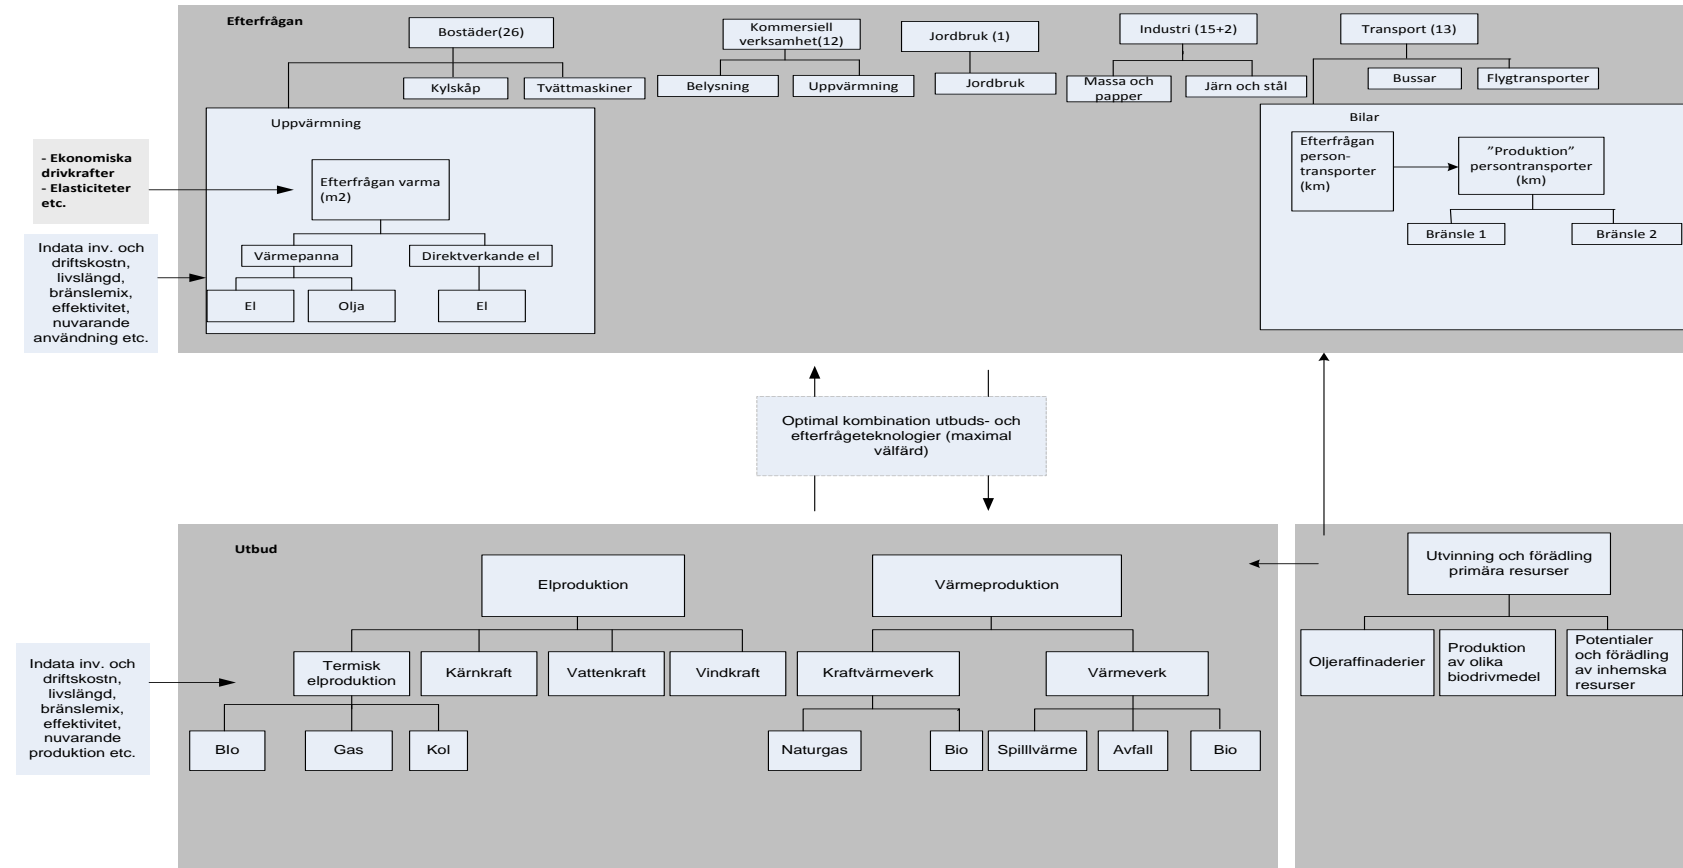 Efterfrågan
Bostäder(26)
Kommersiell
verksamhet(12)
Jordbruk (1)
Industri (15+2)
Transport (13)
Kylskåp
Tvättmaskiner
Belysning
Uppvärmning
Jordbruk
Massa och
papper
Järn och stål
Bussar
Flygtransporter
Uppvärmning
Bilar
- Ekonomiska
drivkrafter
- Elasticiteter
etc.
Efterfrågan varma
(m2)
Efterfrågan
person-
transporter
(km)
”Produktion”
persontransporter
(km)
Bränsle 1
Bränsle 2
Indata inv. och
driftskostn,
livslängd,
bränslemix,
effektivitet,
nuvarande
användning etc.
Värmepanna
Direktverkande el
El
Olja
El
Optimal kombination utbuds- och
efterfrågeteknologier (maximal
välfärd)
Utbud
Elproduktion
Värmeproduktion
Utvinning och förädling
primära resurser
Indata inv. och
driftskostn,
livslängd,
bränslemix,
effektivitet,
nuvarande
produktion etc.
Termisk
elproduktion
Kärnkraft
Vattenkraft
Vindkraft
Kraftvärmeverk
Värmeverk
Oljeraffinaderier
Produktion
av olika
biodrivmedel
Potentialer
och förädling
av inhemska
resurser
BIo
Gas
Kol
Naturgas
Bio
Spilllvärme
Avfall
Bio